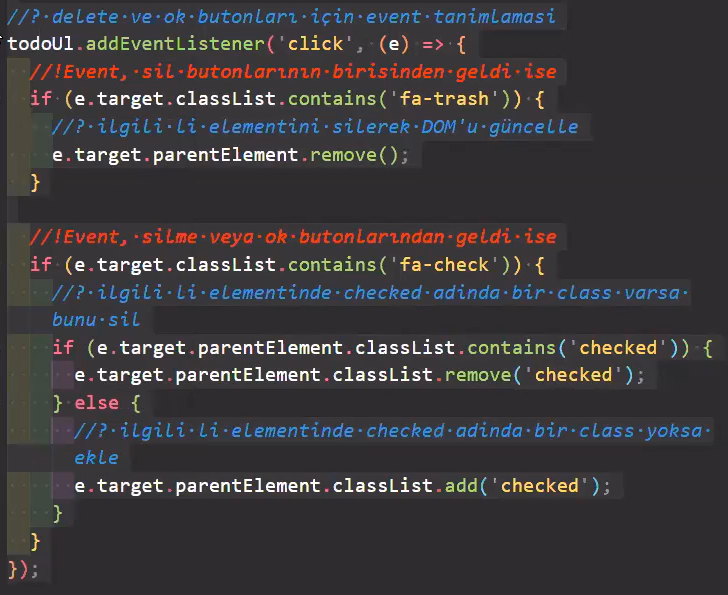 //? delete ve ok butonları için event tanimlamasi
todoUl.addEventListener('click', (e) => {
//!Event, sil butonlarının birisinden geldi ise
if (e.target.classList.contains('fa-trash')) {
//? ilgili li elementini silerek DOM'u güncelle
e.target.parentElement.remove();
}
//!Event, silme veya ok butonlarından geldi ise
if (e.target.classList.contains('fa-check')) {
//? ilgili li elementinde checked adinda bir class varsa
bunu sil
if (e.target.parentElement.classList.contains('checked')) {
e.target.parentElement.classList.remove('checked');
} else {
//? ilgili li elementinde checked adinda bir class yoksa
ekle
e.target.parentElement.classList.add('checked');
}
}
});